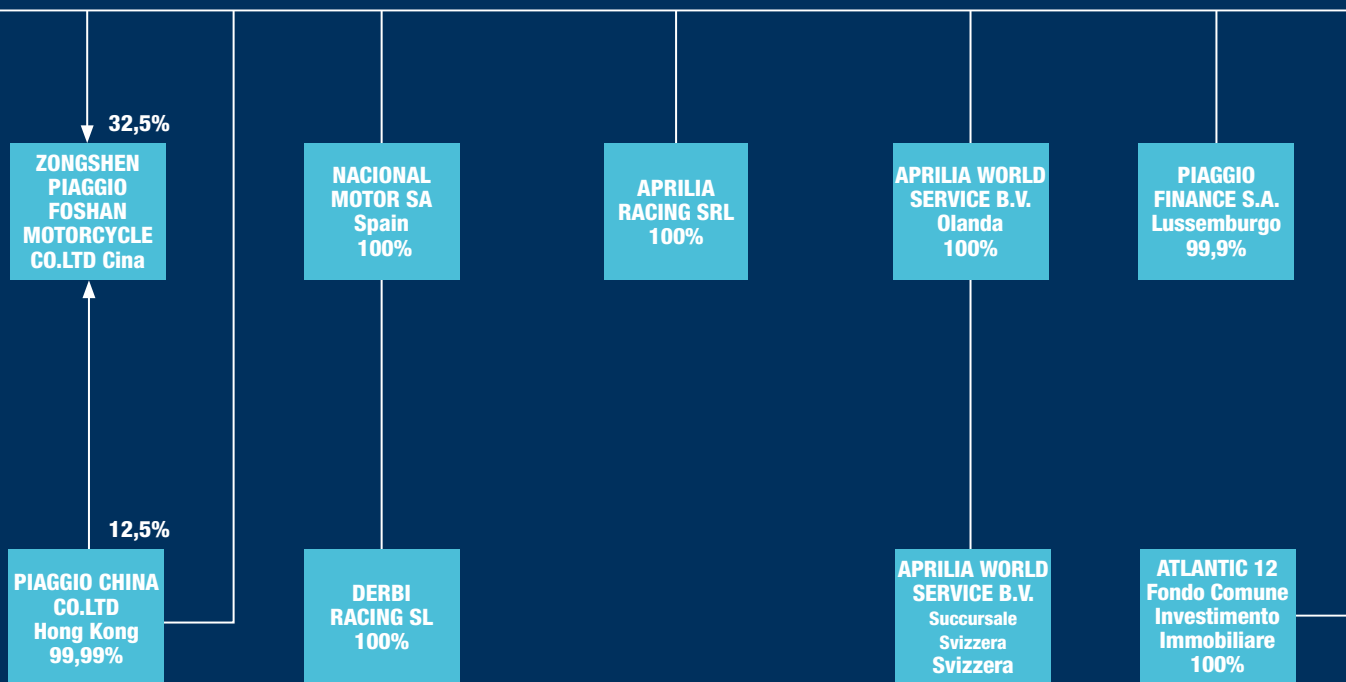 32,5%
ZONGSHEN
PIAGGIO
FOSHAN
MOTORCYCLE
CO.LTD Cina
NACIONAL
MOTOR SA
Spain
100%
APRILIA
RACING SRL
100%
APRILIA WORLD
SERVICE B.V.
Olanda
100%
PIAGGIO
FINANCE S.A.
Lussemburgo
99,9%
12,5%
PIAGGIO CHINA
CO.LTD
Hong Kong
99,99%
DERBI
RACING SL
100%
APRILIA WORLD
SERVICE B.V.
Succursale
Svizzera
Svizzera
ATLANTIC 12
Fondo Comune
Investimento
Immobiliare
100%